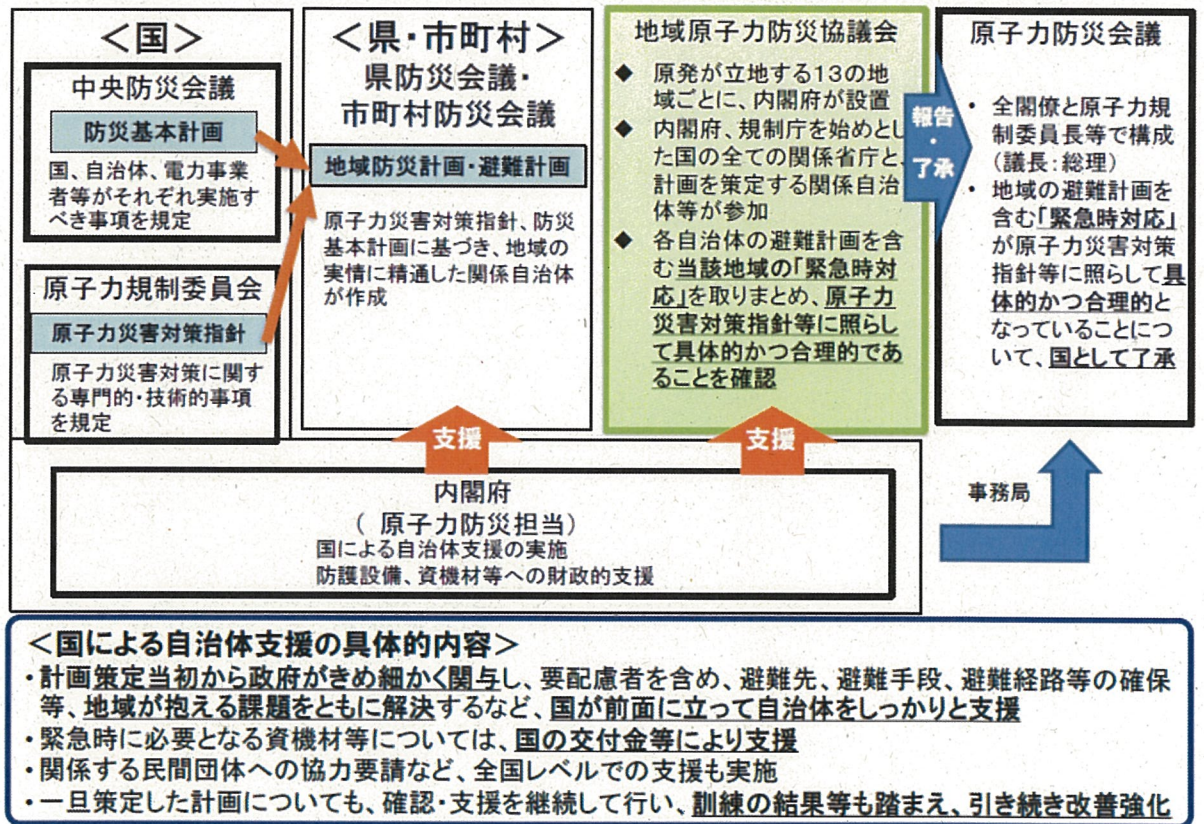 <国>
中央防災会議
防災基本計画
国、自治体、電力事業
者等がそれぞれ実施す
べき事項を規定
原子力規制委員会
原子力災害対策指針
原子力災害対策に関す
る専門的・技術的事項
を規定
<県・市町村>
県防災会議・
市町村防災会議
地域防災計画・避難計画
原子力災害対策指針、防災
基本計画に基づき、地域の
実情に精通した関係自治体
が作成
地域原子力防災協議会
◆ 原発が立地する13の地
域ごとに、内閣府が設置
◆ 内閣府、規制庁を始めとし
た国の全ての関係省庁と、
計画を策定する関係自治
体等が参加
◆ 各自治体の避難計画を含
む当該地域の「緊急時対
応」を取りまとめ、原子力
災害対策指針等に照らし
て具体的かつ合理的であ
ることを確認
報告
・
了承
原子力防災会議
・ 全閣僚と原子力規
制委員長等で構成
(議長:総理)
・ 地域の避難計画を
含む「緊急時対応」
が原子力災害対策
指針等に照らして具
体的かつ合理的と
なっていることにつ
いて、国として了承
支援
支援
内閣府
( 原子力防災担当)
国による自治体支援の実施
防護設備、資機材等への財政的支援
事務局
<国による自治体支援の具体的内容>
・計画策定当初から政府がきめ細かく関与し、要配慮者を含め、避難先、避難手段、避難経路等の確保
等、地域が抱える課題をともに解決するなど、国が前面に立って自治体をしっかりと支援
・緊急時に必要となる資機材等については、国の交付金等により支援
・関係する民間団体への協力要請など、全国レベルでの支援も実施
・一旦策定した計画についても、確認・支援を継続して行い、訓練の結果等も踏まえ、引き続き改善強化